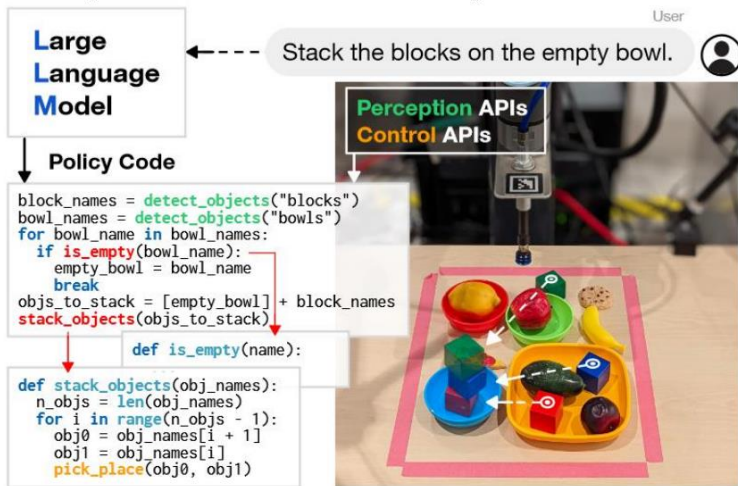 User
Large
Language
Model
Stack the blocks on the empty bowl.
Perception APIs
Control APIs
Policy Code
block_names = detect_objects("blocks")
bowl_names = detect_objects("bowls")
for bowl_name in bowl_names:
  if is_empty(bowl_name):
    empty_bowl = bowl_name
    break
objs_to_stack = [empty_bowl] + block_names
stack_objects(objs_to_stack)
def is_empty(name):
def stack_objects(obj_names):
  n_objs = len(obj_names)
  for i in range(n_objs - 1):
    obj0 = obj_names[i + 1]
    obj1 = obj_names[i]
    pick_place(obj0, obj1)